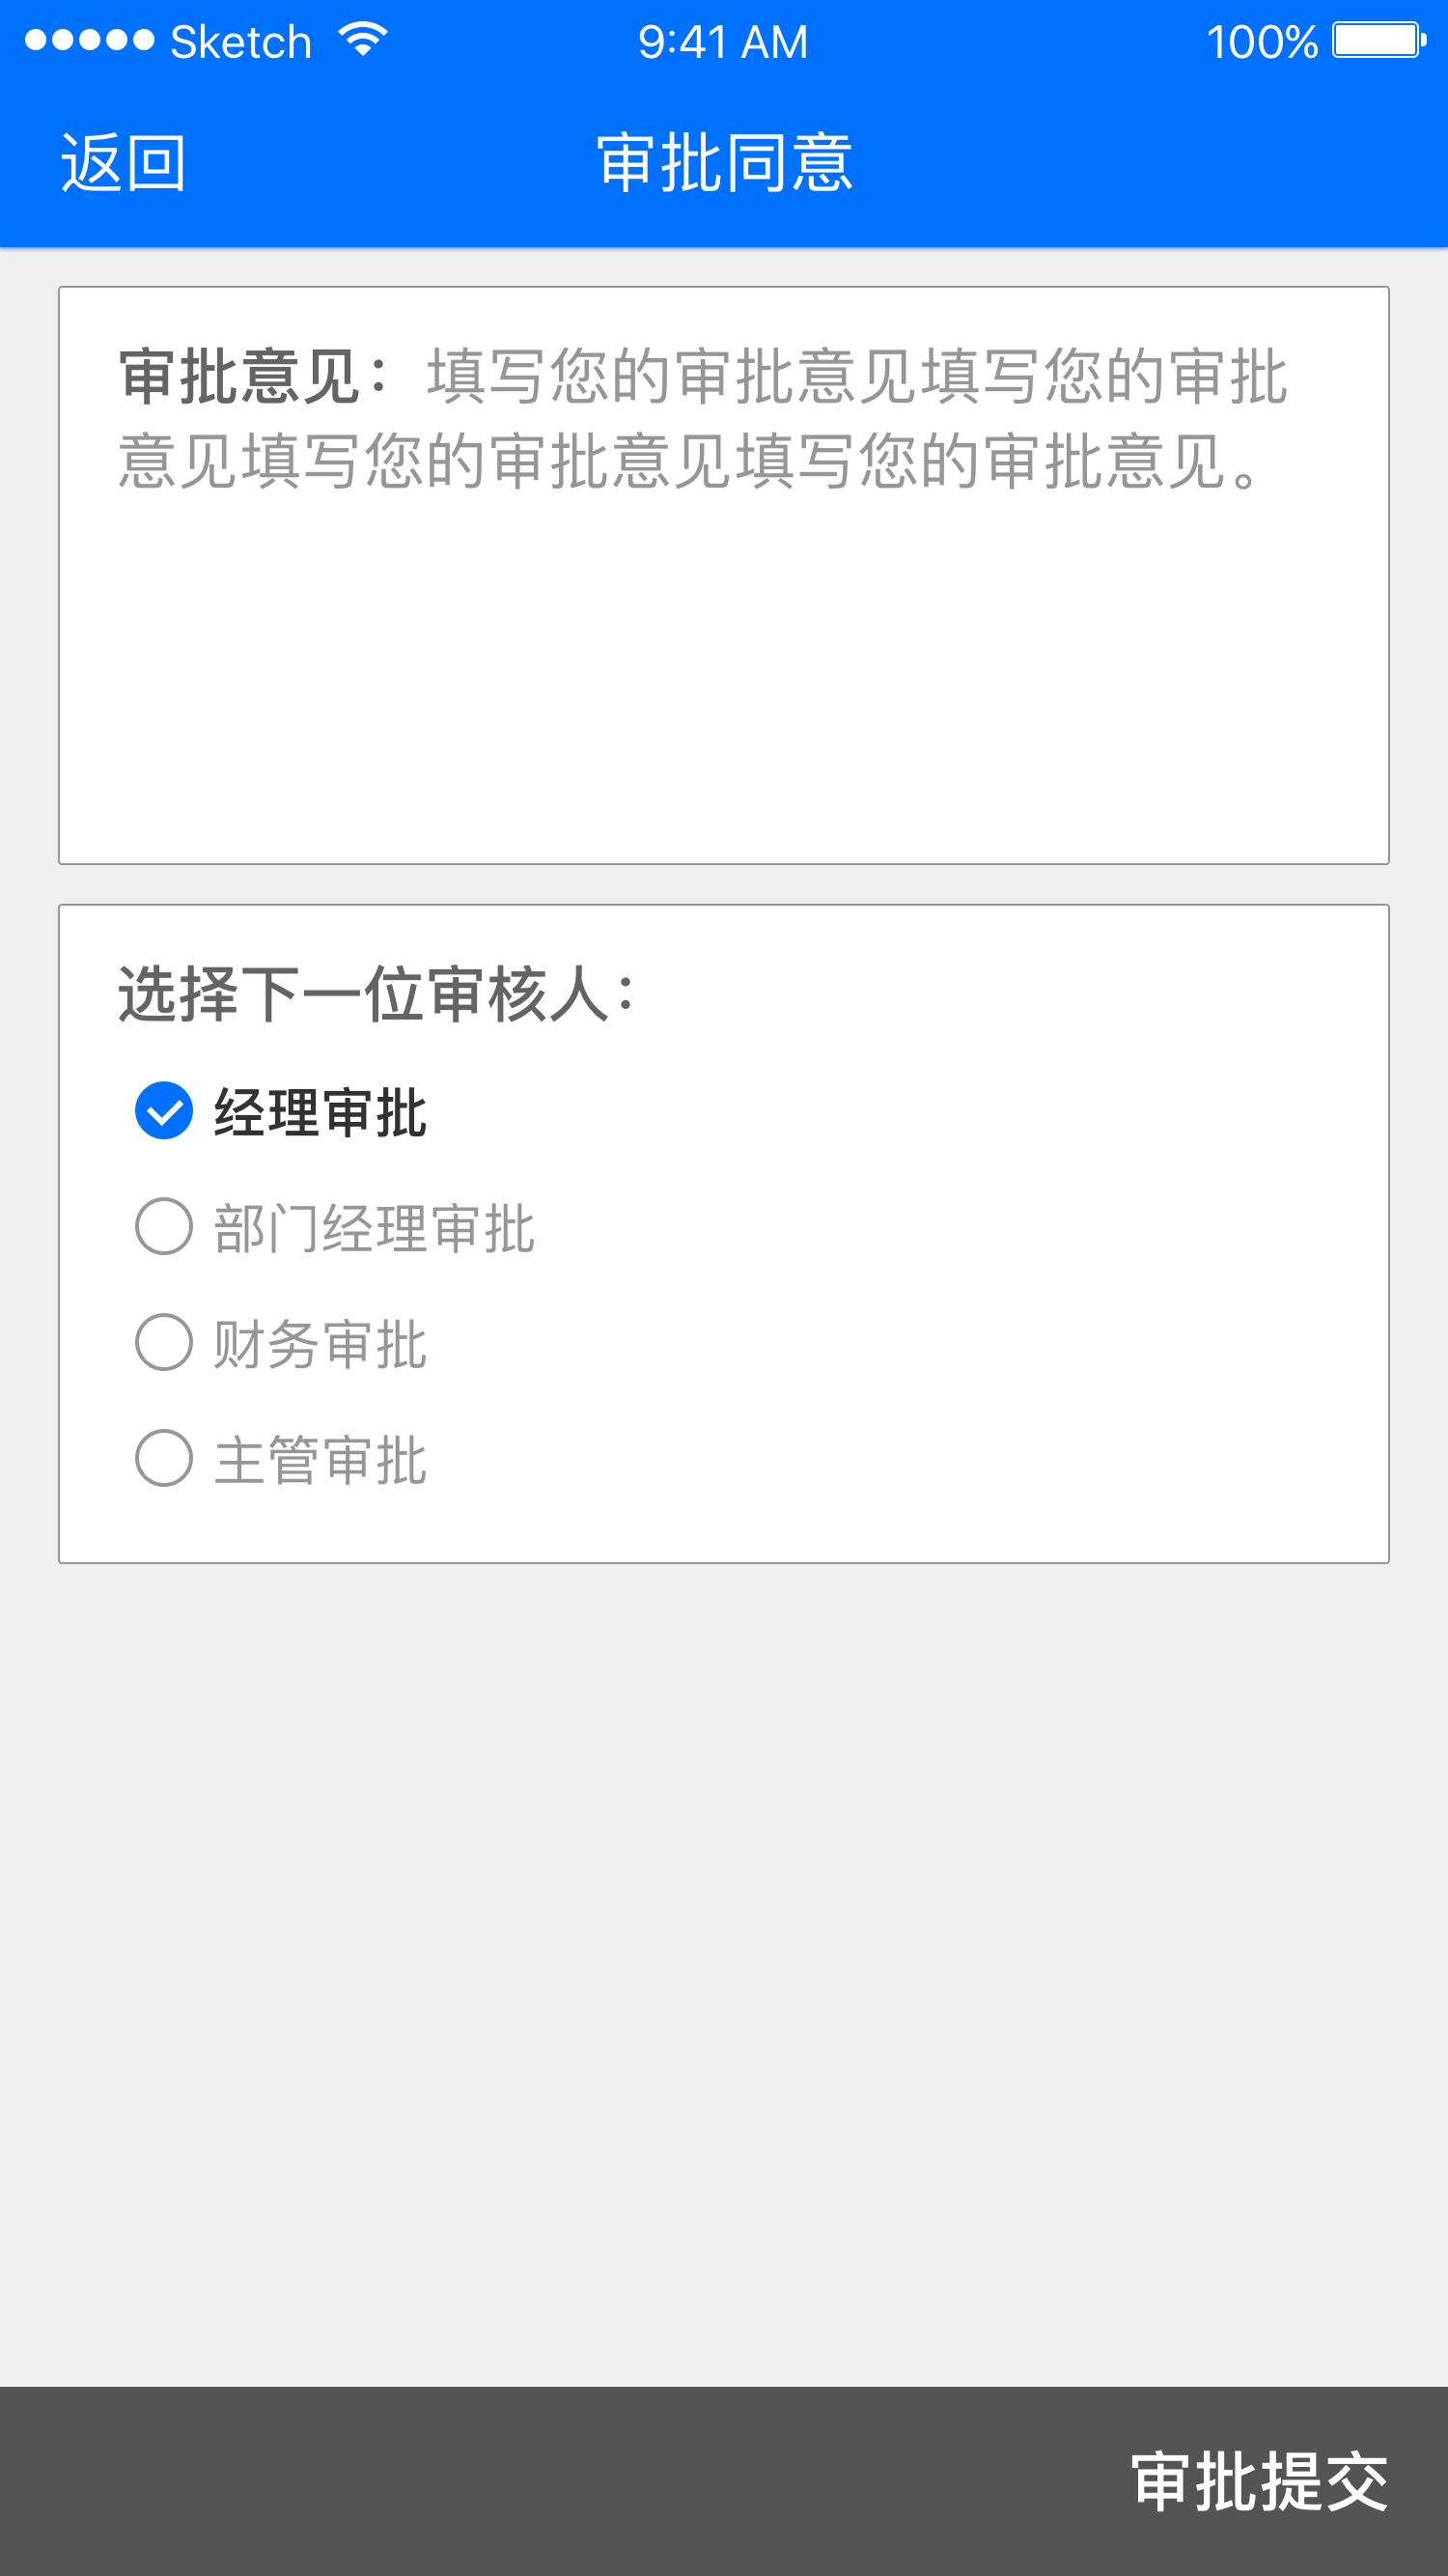 Sketch 9:41 AM 100%
返回 审批同意
审批意见：填写您的审批意见填写您的审批
意见填写您的审批意见填写您的审批意见。
选择下一位审核人：
经理审批
部门经理审批
财务审批
主管审批
审批提交